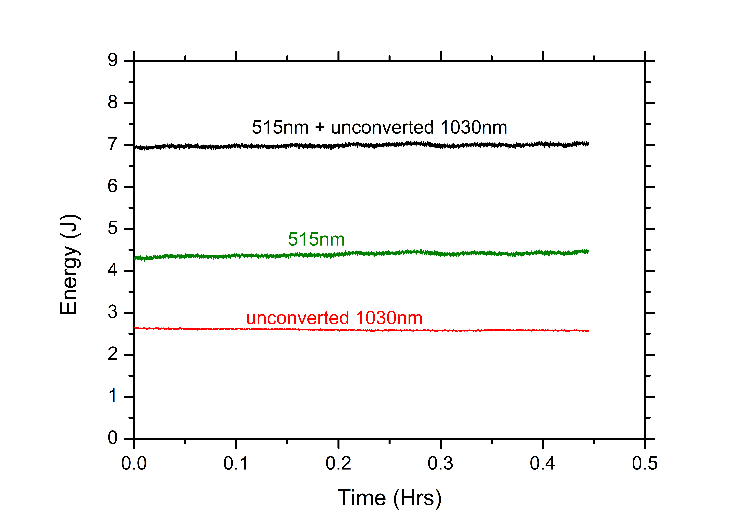 9
8
515nm + unconverted 1030nm
7
6
5
515nm
4
3
unconverted 1030nm
2
1
0
Energy (J)
0.0 0.1 0.2 0.3 0.4 0.5
Time (Hrs)